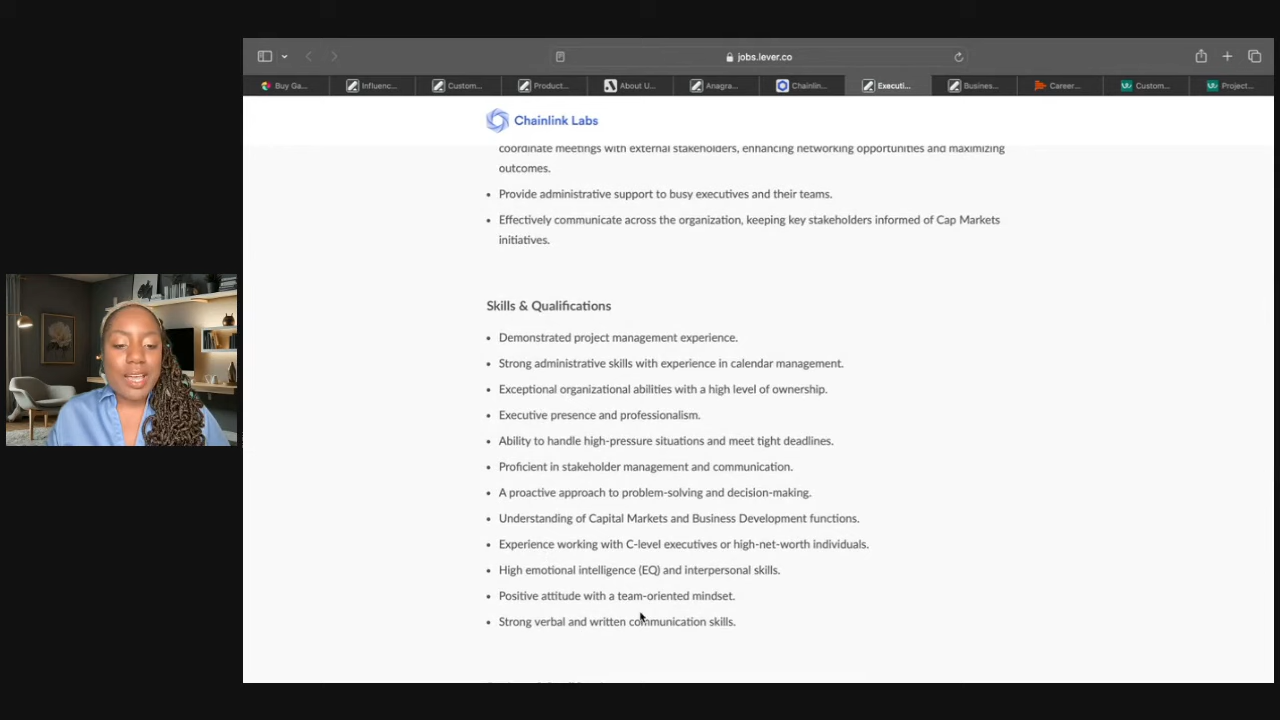 jobs.lever.co
Buy Ga...
Influenc...
Custom...
Product...
About U...
Anagra...
Chainlin...
Executi...
Busines...
Career...
Custom...
Project...
Chainlink Labs
coordinate meetings with external stakeholders, enhancing networking opportunities and maximizing
outcomes.
• Provide administrative support to busy executives and their teams.
• Effectively communicate across the organization, keeping key stakeholders informed of Cap Markets
initiatives.
Skills & Qualifications
• Demonstrated project management experience.
• Strong administrative skills with experience in calendar management.
• Exceptional organizational abilities with a high level of ownership.
• Executive presence and professionalism.
• Ability to handle high-pressure situations and meet tight deadlines.
• Proficient in stakeholder management and communication.
• A proactive approach to problem-solving and decision-making.
• Understanding of Capital Markets and Business Development functions.
• Experience working with C-level executives or high-net-worth individuals.
• High emotional intelligence (EQ) and interpersonal skills.
• Positive attitude with a team-oriented mindset.
• Strong verbal and written communication skills.